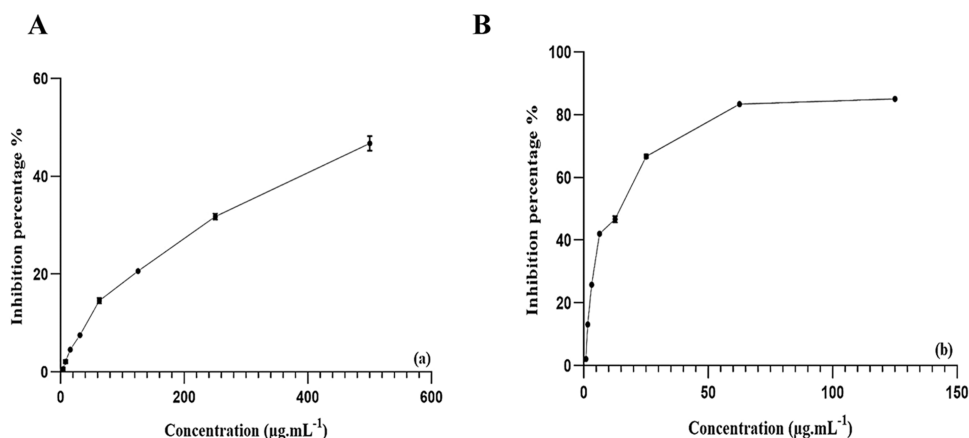 A
B
Inhibition percentage %
60
40
20
0
0
200
400
600
(a)
Concentration (µg.mL⁻¹)
Inhibition percentage %
100
80
60
40
20
0
0
50
100
150
(b)
Concentration (µg.mL⁻¹)